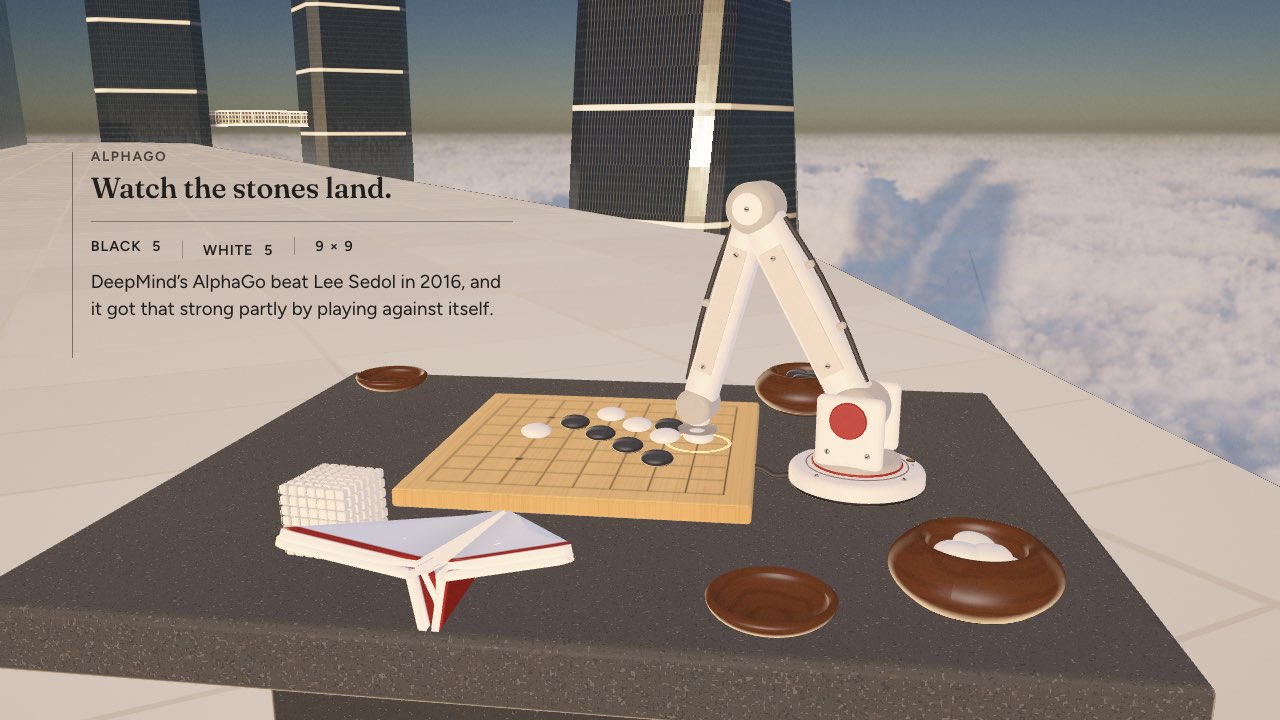 ALPHAGO
Watch the stones land.
BLACK 5 WHITE 5 9 × 9
DeepMind’s AlphaGo beat Lee Sedol in 2016, and
it got that strong partly by playing against itself.